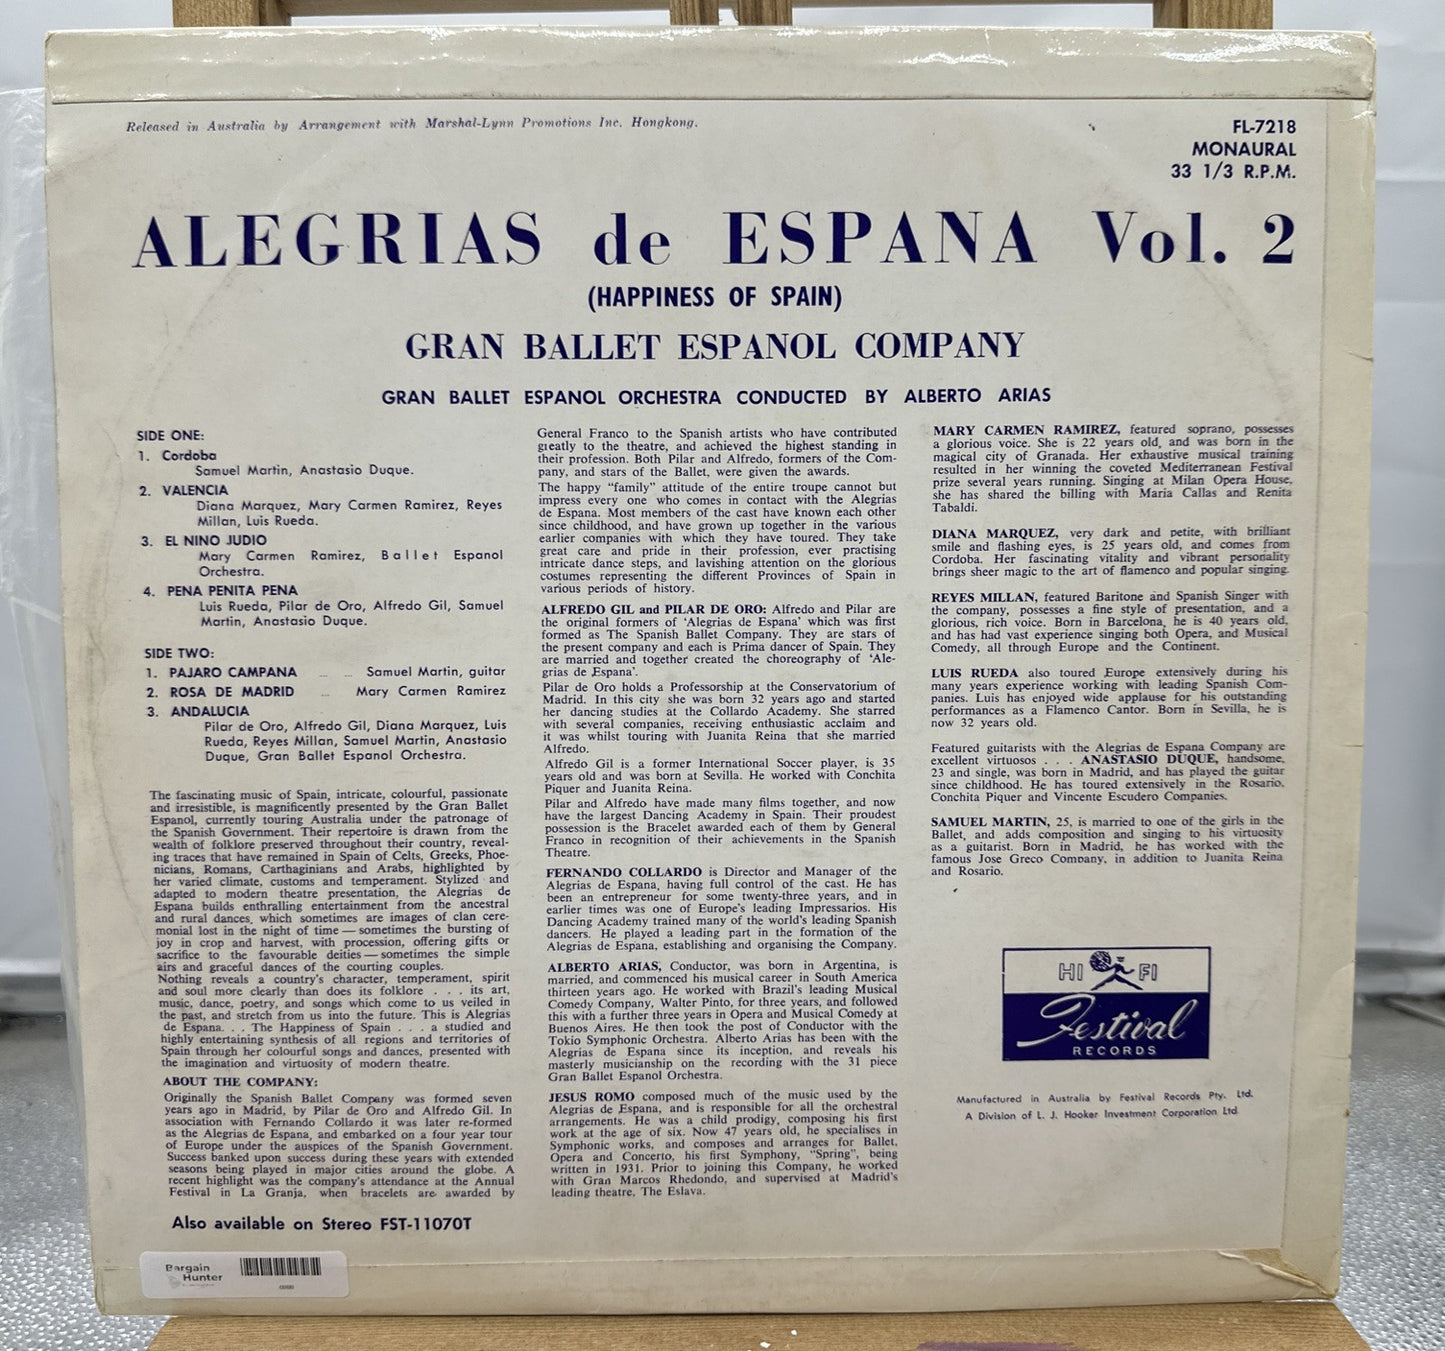 Released in Australia by Arrangement with Marshal-Lynn Promotions Inc. Hongkong.
FL-7218
MONAURAL
33 1/3 R.P.M.
ALEGRIAS de ESPANA Vol. 2
(HAPPINESS OF SPAIN)
GRAN BALLET ESPANOL COMPANY
GRAN BALLET ESPANOL ORCHESTRA CONDUCTED BY ALBERTO ARIAS
SIDE ONE:
1. Cordoba
Samuel Martin, Anastasio Duque.
2. VALENCIA
Diana Marquez, Mary Carmen Ramirez, Reyes
Millan, Luis Rueda.
3. EL NINO JUDIO
Mary Carmen Ramirez, Ballet Espanol
Orchestra.
4. PENA PENITA PENA
Luis Rueda, Pilar de Oro, Alfredo Gil, Samuel
Martin, Anastasio Duque.
SIDE TWO:
1. PAJARO CAMPANA ... ... Samuel Martin, guitar
2. ROSA DE MADRID ... Mary Carmen Ramirez
3. ANDALUCIA
Pilar de Oro, Alfredo Gil, Diana Marquez, Luis
Rueda, Reyes Millan, Samuel Martin, Anastasio
Duque, Gran Ballet Espanol Orchestra.
The fascinating music of Spain, intricate, colourful, passionate
and irresistible, is magnificently presented by the Gran Ballet
Espanol, currently touring Australia under the patronage of
the Spanish Government. Their repertoire is drawn from the
wealth of folklore preserved throughout their country, reveal-
ing traces that have remained in Spain of Celts, Greeks, Phoe-
nicians, Romans, Carthaginians and Arabs, highlighted by
her varied climate, customs and temperament. Stylized and
adapted to modern theatre presentation, the Alegrias de
Espana builds enthralling entertainment from the ancestral
and rural dances, which sometimes are images of clan cere-
monial lost in the night of time — sometimes the bursting of
joy in crop and harvest, with procession, offering gifts or
sacrifice to the favourable deities — sometimes the simple
airs and graceful dances of the courting couples.
Nothing reveals a country's character, temperament, spirit
and soul more clearly than does its folklore . . . its art,
music, dance, poetry, and songs which come to us veiled in
the past, and stretch from us into the future. This is Alegrias
de Espana. . . The Happiness of Spain . . . a studied and
highly entertaining synthesis of all regions and territories of
Spain through her colourful songs and dances, presented with
the imagination and virtuosity of modern theatre.
ABOUT THE COMPANY:
Originally the Spanish Ballet Company was formed seven
years ago in Madrid, by Pilar de Oro and Alfredo Gil. In
association with Fernando Collardo it was later re-formed
as the Alegrias de Espana, and embarked on a four year tour
of Europe under the auspices of the Spanish Government.
Success banked upon success during these years with extended
seasons being played in major cities around the globe. A
recent highlight was the company's attendance at the Annual
Festival in La Granja, when bracelets are awarded by
Also available on Stereo FST-11070T
General Franco to the Spanish artists who have contributed
greatly to the theatre, and achieved the highest standing in
their profession. Both Pilar and Alfredo, formers of the Com-
pany, and stars of the Ballet, were given the awards.
The happy "family" attitude of the entire troupe cannot but
impress every one who comes in contact with the Alegrias
de Espana. Most members of the cast have known each other
since childhood, and have grown up together in the various
earlier companies with which they have toured. They take
great care and pride in their profession, ever practising
intricate dance steps, and lavishing attention on the glorious
costumes representing the different Provinces of Spain in
various periods of history.
ALFREDO GIL and PILAR DE ORO: Alfredo and Pilar are
the original formers of 'Alegrias de Espana' which was first
formed as The Spanish Ballet Company. They are stars of
the present company and each is Prima dancer of Spain. They
are married and together created the choreography of 'Ale-
grias de Espana'.
Pilar de Oro holds a Professorship at the Conservatorium of
Madrid. In this city she was born 32 years ago and started
her dancing studies at the Collardo Academy. She starred
with several companies, receiving enthusiastic acclaim and
it was whilst touring with Juanita Reina that she married
Alfredo.
Alfredo Gil is a former International Soccer player, is 35
years old and was born at Sevilla. He worked with Conchita
Piquer and Juanita Reina.
Pilar and Alfredo have made many films together, and now
have the largest Dancing Academy in Spain. Their proudest
possession is the Bracelet awarded each of them by General
Franco in recognition of their achievements in the Spanish
Theatre.
FERNANDO COLLARDO is Director and Manager of the
Alegrias de Espana, having full control of the cast. He has
been an entrepreneur for some twenty-three years, and in
earlier times was one of Europe's leading Impressarios. His
Dancing Academy trained many of the world's leading Spanish
dancers. He played a leading part in the formation of the
Alegrias de Espana, establishing and organising the Company.
ALBERTO ARIAS, Conductor, was born in Argentina, is
married, and commenced his musical career in South America
thirteen years ago. He worked with Brazil's leading Musical
Comedy Company, Walter Pinto, for three years, and followed
this with a further three years in Opera and Musical Comedy at
Buenos Aires. He then took the post of Conductor with the
Tokio Symphonic Orchestra. Alberto Arias has been with the
Alegrias de Espana since its inception, and reveals his
masterly musicianship on the recording with the 31 piece
Gran Ballet Espanol Orchestra.
JESUS ROMO composed much of the music used by the
Alegrias de Espana, and is responsible for all the orchestral
arrangements. He was a child prodigy, composing his first
work at the age of six. Now 47 years old, he specialises in
Symphonic works, and composes and arranges for Ballet,
Opera and Concerto, his first Symphony, "Spring", being
written in 1931. Prior to joining this Company, he worked
with Gran Marcos Rhedondo, and supervised at Madrid's
leading theatre, The Eslava.
MARY CARMEN RAMIREZ, featured soprano, possesses
a glorious voice. She is 22 years old, and was born in the
magical city of Granada. Her exhaustive musical training
resulted in her winning the coveted Mediterranean Festival
prize several years running. Singing at Milan Opera House,
she has shared the billing with Maria Callas and Renita
Tabaldi.
DIANA MARQUEZ, very dark and petite, with brilliant
smile and flashing eyes, is 25 years old, and comes from
Cordoba. Her fascinating vitality and vibrant personality
brings sheer magic to the art of flamenco and popular singing.
REYES MILLAN, featured Baritone and Spanish Singer with
the company, possesses a fine style of presentation, and a
glorious, rich voice. Born in Barcelona, he is 40 years old,
and has had vast experience singing both Opera, and Musical
Comedy, all through Europe and the Continent.
LUIS RUEDA also toured Europe extensively during his
many years experience working with leading Spanish Com-
panies. Luis has enjoyed wide applause for his outstanding
performances as a Flamenco Cantor. Born in Sevilla, he is
now 32 years old.
Featured guitarists with the Alegrias de Espana Company are
excellent virtuosos . . . ANASTASIO DUQUE, handsome,
23 and single, was born in Madrid, and has played the guitar
since childhood. He has toured extensively in the Rosario,
Conchita Piquer and Vincente Escudero Companies.
SAMUEL MARTIN, 25, is married to one of the girls in the
Ballet, and adds composition and singing to his virtuosity
as a guitarist. Born in Madrid, he has worked with the
famous Jose Greco Company, in addition to Juanita Reina
and Rosario.
HI FI
Festival
RECORDS
Manufactured in Australia by Festival Records Pty. Ltd.
A Division of L. J. Hooker Investment Corporation Ltd
Bargain
Hunter